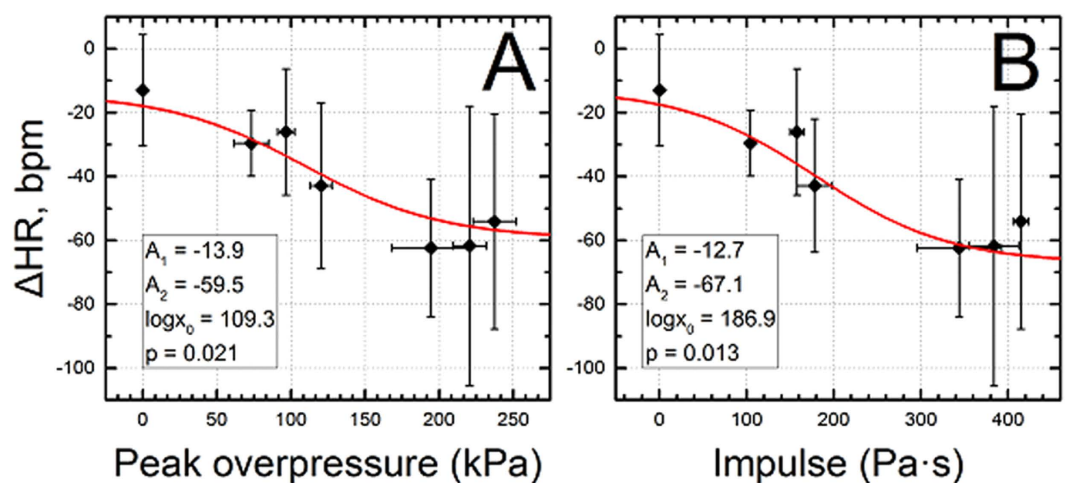 A
B
ΔHR, bpm
0
-20
-40
-60
-80
-100
A₁ = -13.9
A₂ = -59.5
logx₀ = 109.3
p = 0.021
0 50 100 150 200 250
Peak overpressure (kPa)
0
-20
-40
-60
-80
-100
A₁ = -12.7
A₂ = -67.1
logx₀ = 186.9
p = 0.013
0 100 200 300 400
Impulse (Pa·s)